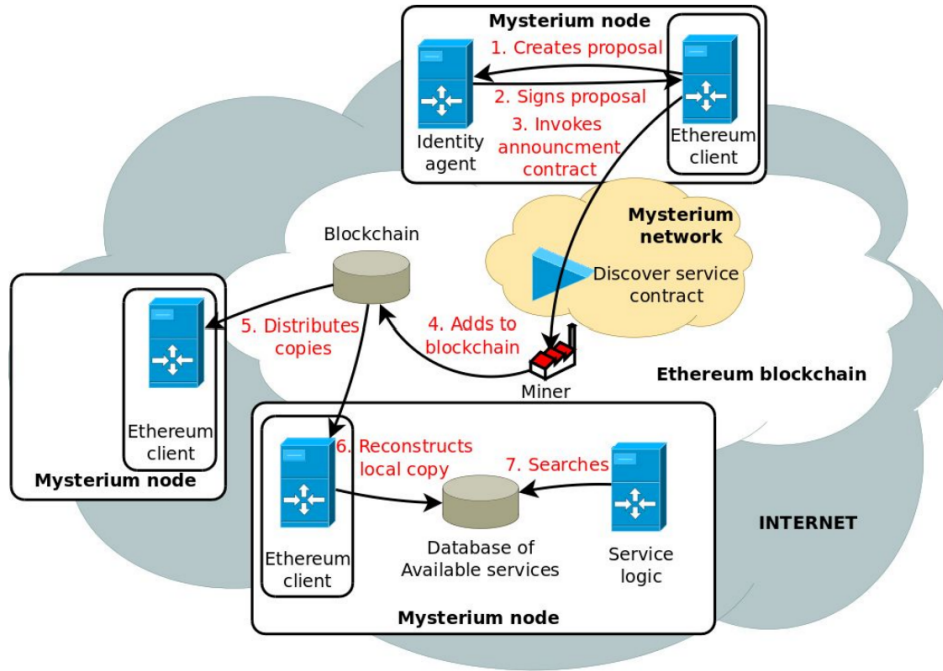 Mysterium node
1. Creates proposal
2. Signs proposal
3. Invokes
announcment
contract
Identity
agent
Ethereum
client
Mysterium
network
Discover service
contract
Blockchain
5. Distributes
copies
4. Adds to
blockchain
Miner
Ethereum blockchain
Ethereum
client
Mysterium node
6. Reconstructs
local copy
7. Searches
Ethereum
client
Database of
Available services
Service
logic
Mysterium node
INTERNET